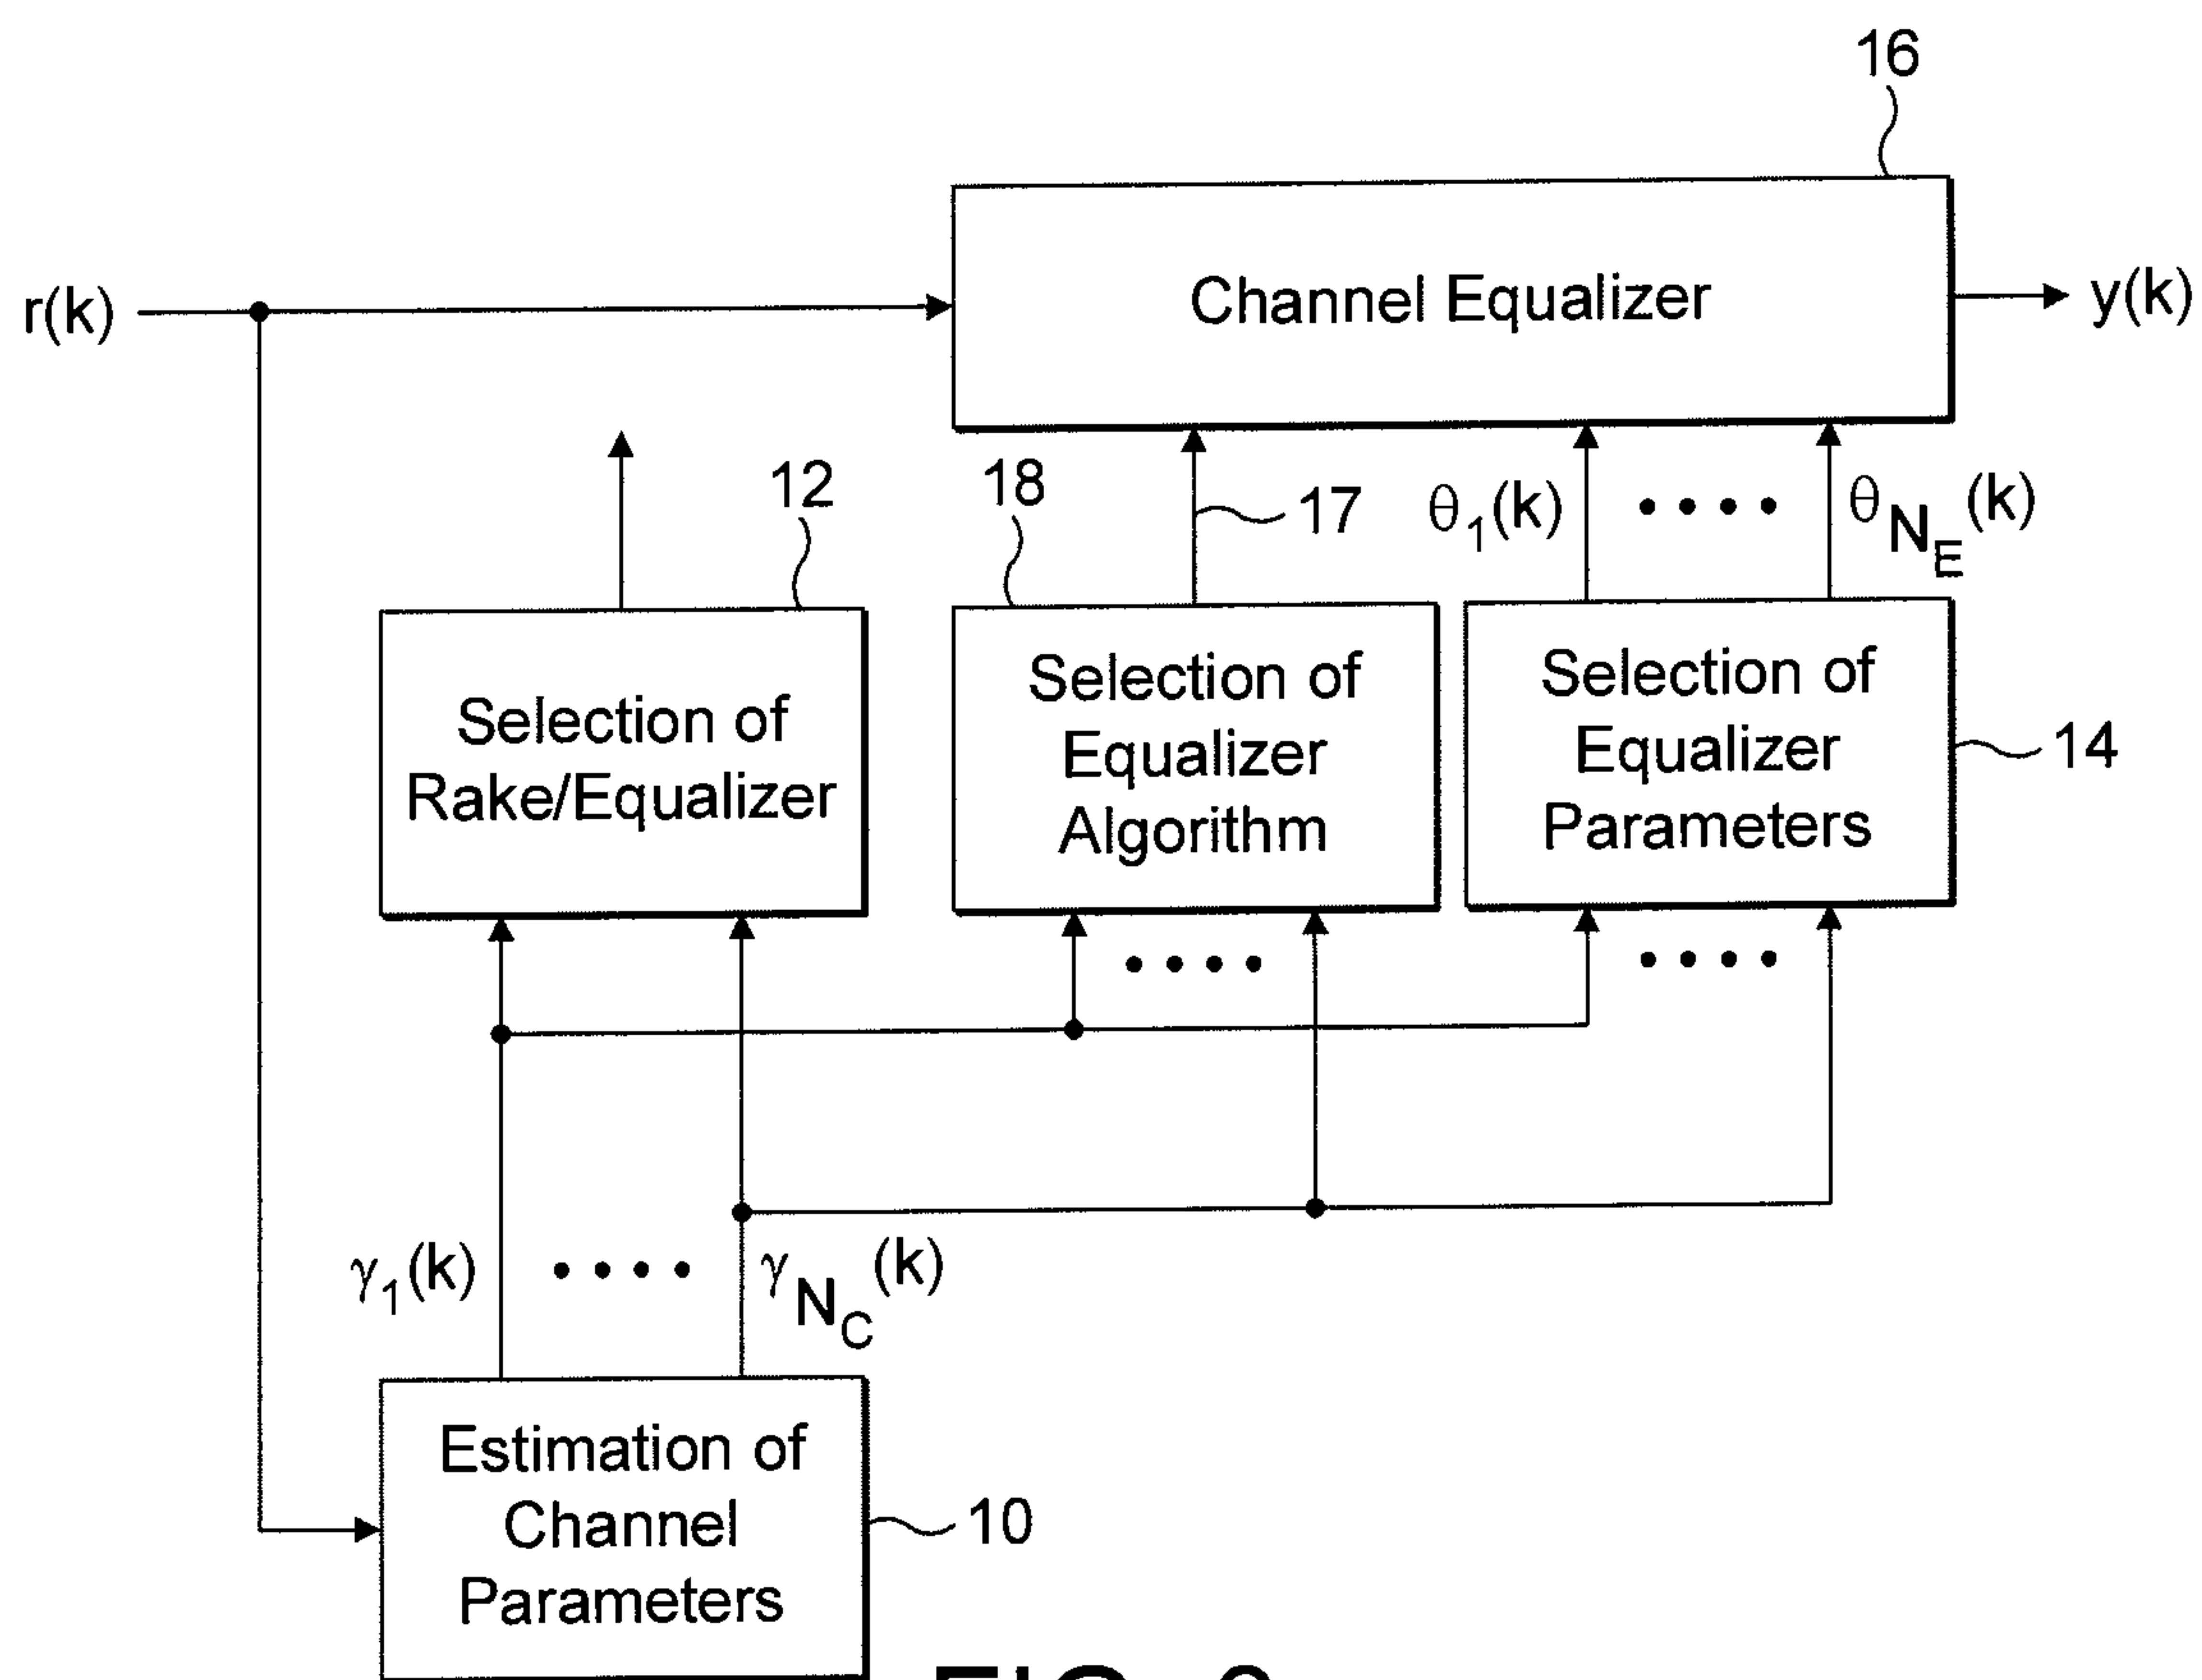 16
r(k)
Channel Equalizer
y(k)
12
18
17
θ1(k)
θNE(k)
Selection of
Rake/Equalizer
Selection of
Equalizer
Algorithm
Selection of
Equalizer
Parameters
14
γ1(k)
γNC(k)
Estimation of
Channel
Parameters
10
FIG.